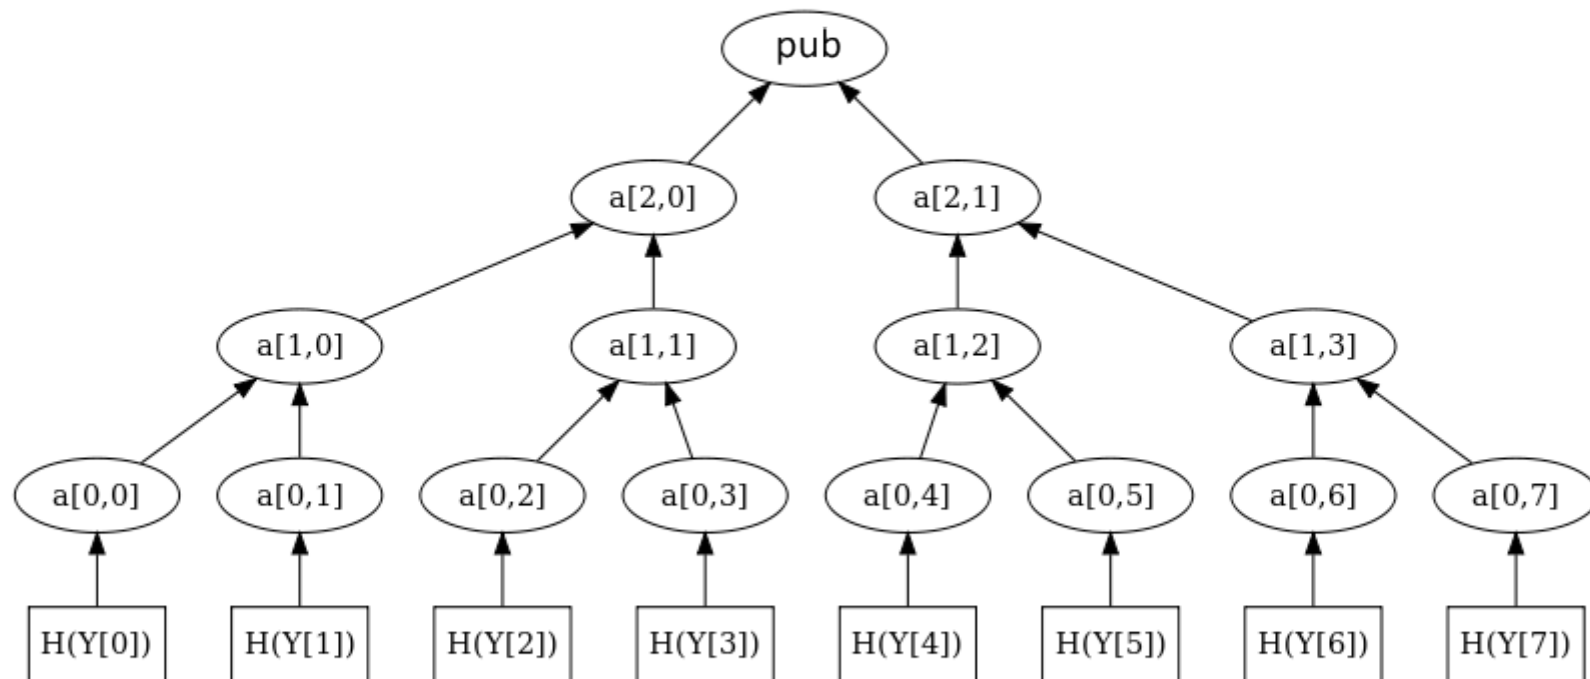 pub
a[2,0] a[2,1]
a[1,0] a[1,1] a[1,2] a[1,3]
a[0,0] a[0,1] a[0,2] a[0,3] a[0,4] a[0,5] a[0,6] a[0,7]
H(Y[0]) H(Y[1]) H(Y[2]) H(Y[3]) H(Y[4]) H(Y[5]) H(Y[6]) H(Y[7])